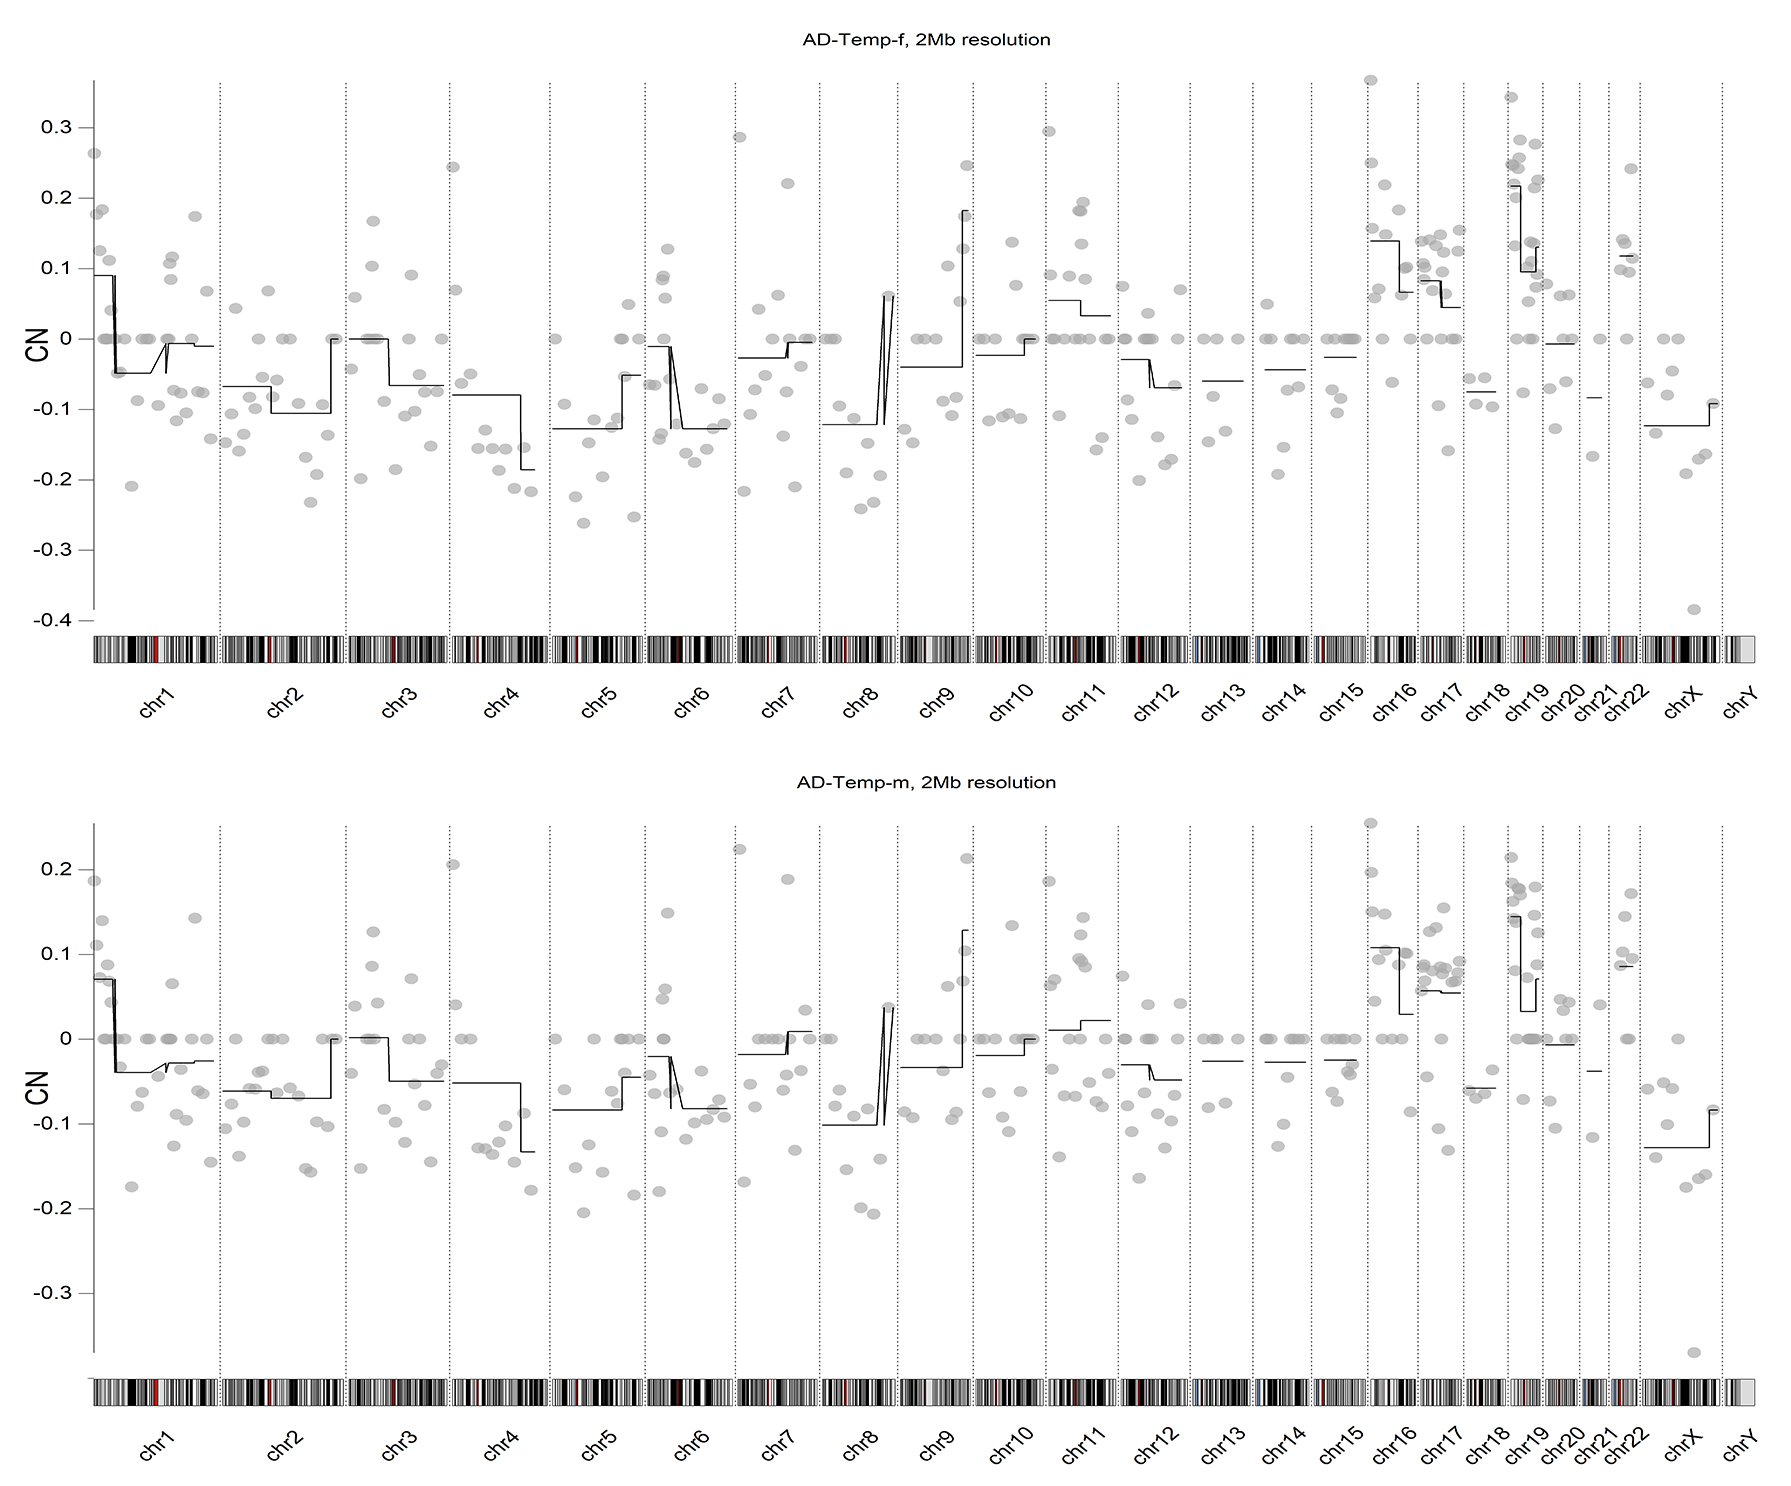 AD-Temp-f, 2Mb resolution
0.3
0.2
0.1
0
-0.1
-0.2
-0.3
-0.4
CN
chr1 chr2 chr3 chr4 chr5 chr6 chr7 chr8 chr9 chr10 chr11 chr12 chr13 chr14 chr15 chr16 chr17 chr18 chr19 chr20 chr21 chr22 chrX chrY
AD-Temp-m, 2Mb resolution
0.2
0.1
0
-0.1
-0.2
-0.3
CN
chr1 chr2 chr3 chr4 chr5 chr6 chr7 chr8 chr9 chr10 chr11 chr12 chr13 chr14 chr15 chr16 chr17 chr18 chr19 chr20 chr21 chr22 chrX chrY